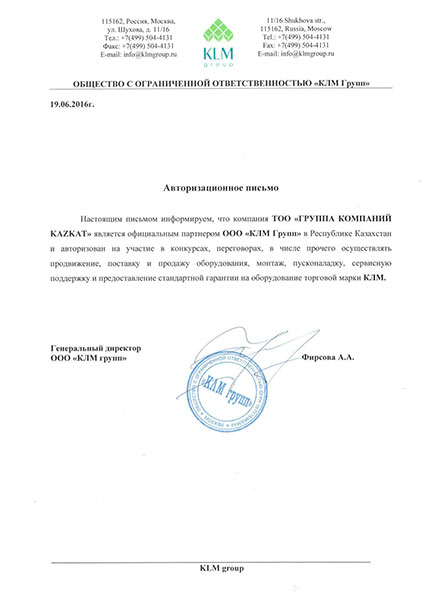 115162, Россия, Москва,
ул. Шухова, д. 11/16
Тел.: +7(499) 504-4131
Факс: +7(499) 504-4131
E-mail: info@klmgroup.ru
KLM
group
11/16 Shukhova str.,
115162, Russia, Moscow
Tel.: +7(499) 504-4131
Fax: +7(499) 504-4131
E-mail: info@klmgroup.ru
ОБЩЕСТВО С ОГРАНИЧЕННОЙ ОТВЕТСТВЕННОСТЬЮ «КЛМ Групп»
19.06.2016г.
Авторизационное письмо
Настоящим письмом информируем, что компания ТОО «ГРУППА КОМПАНИЙ
KAZKAT» является официальным партнером ООО «КЛМ Групп» в Республике Казахстан
и авторизован на участие в конкурсах, переговорах, в числе прочего осуществлять
продвижение, поставку и продажу оборудования, монтаж, пусконаладку, сервисную
поддержку и предоставление стандартной гарантии на оборудование торговой марки КЛМ.
Генеральный директор
ООО «КЛМ групп»
Фирсова А.А.
ОБЩЕСТВО С ОГРАНИЧЕННОЙ ОТВЕТСТВЕННОСТЬЮ
«КЛМ групп»
МОСКВА
KLM group